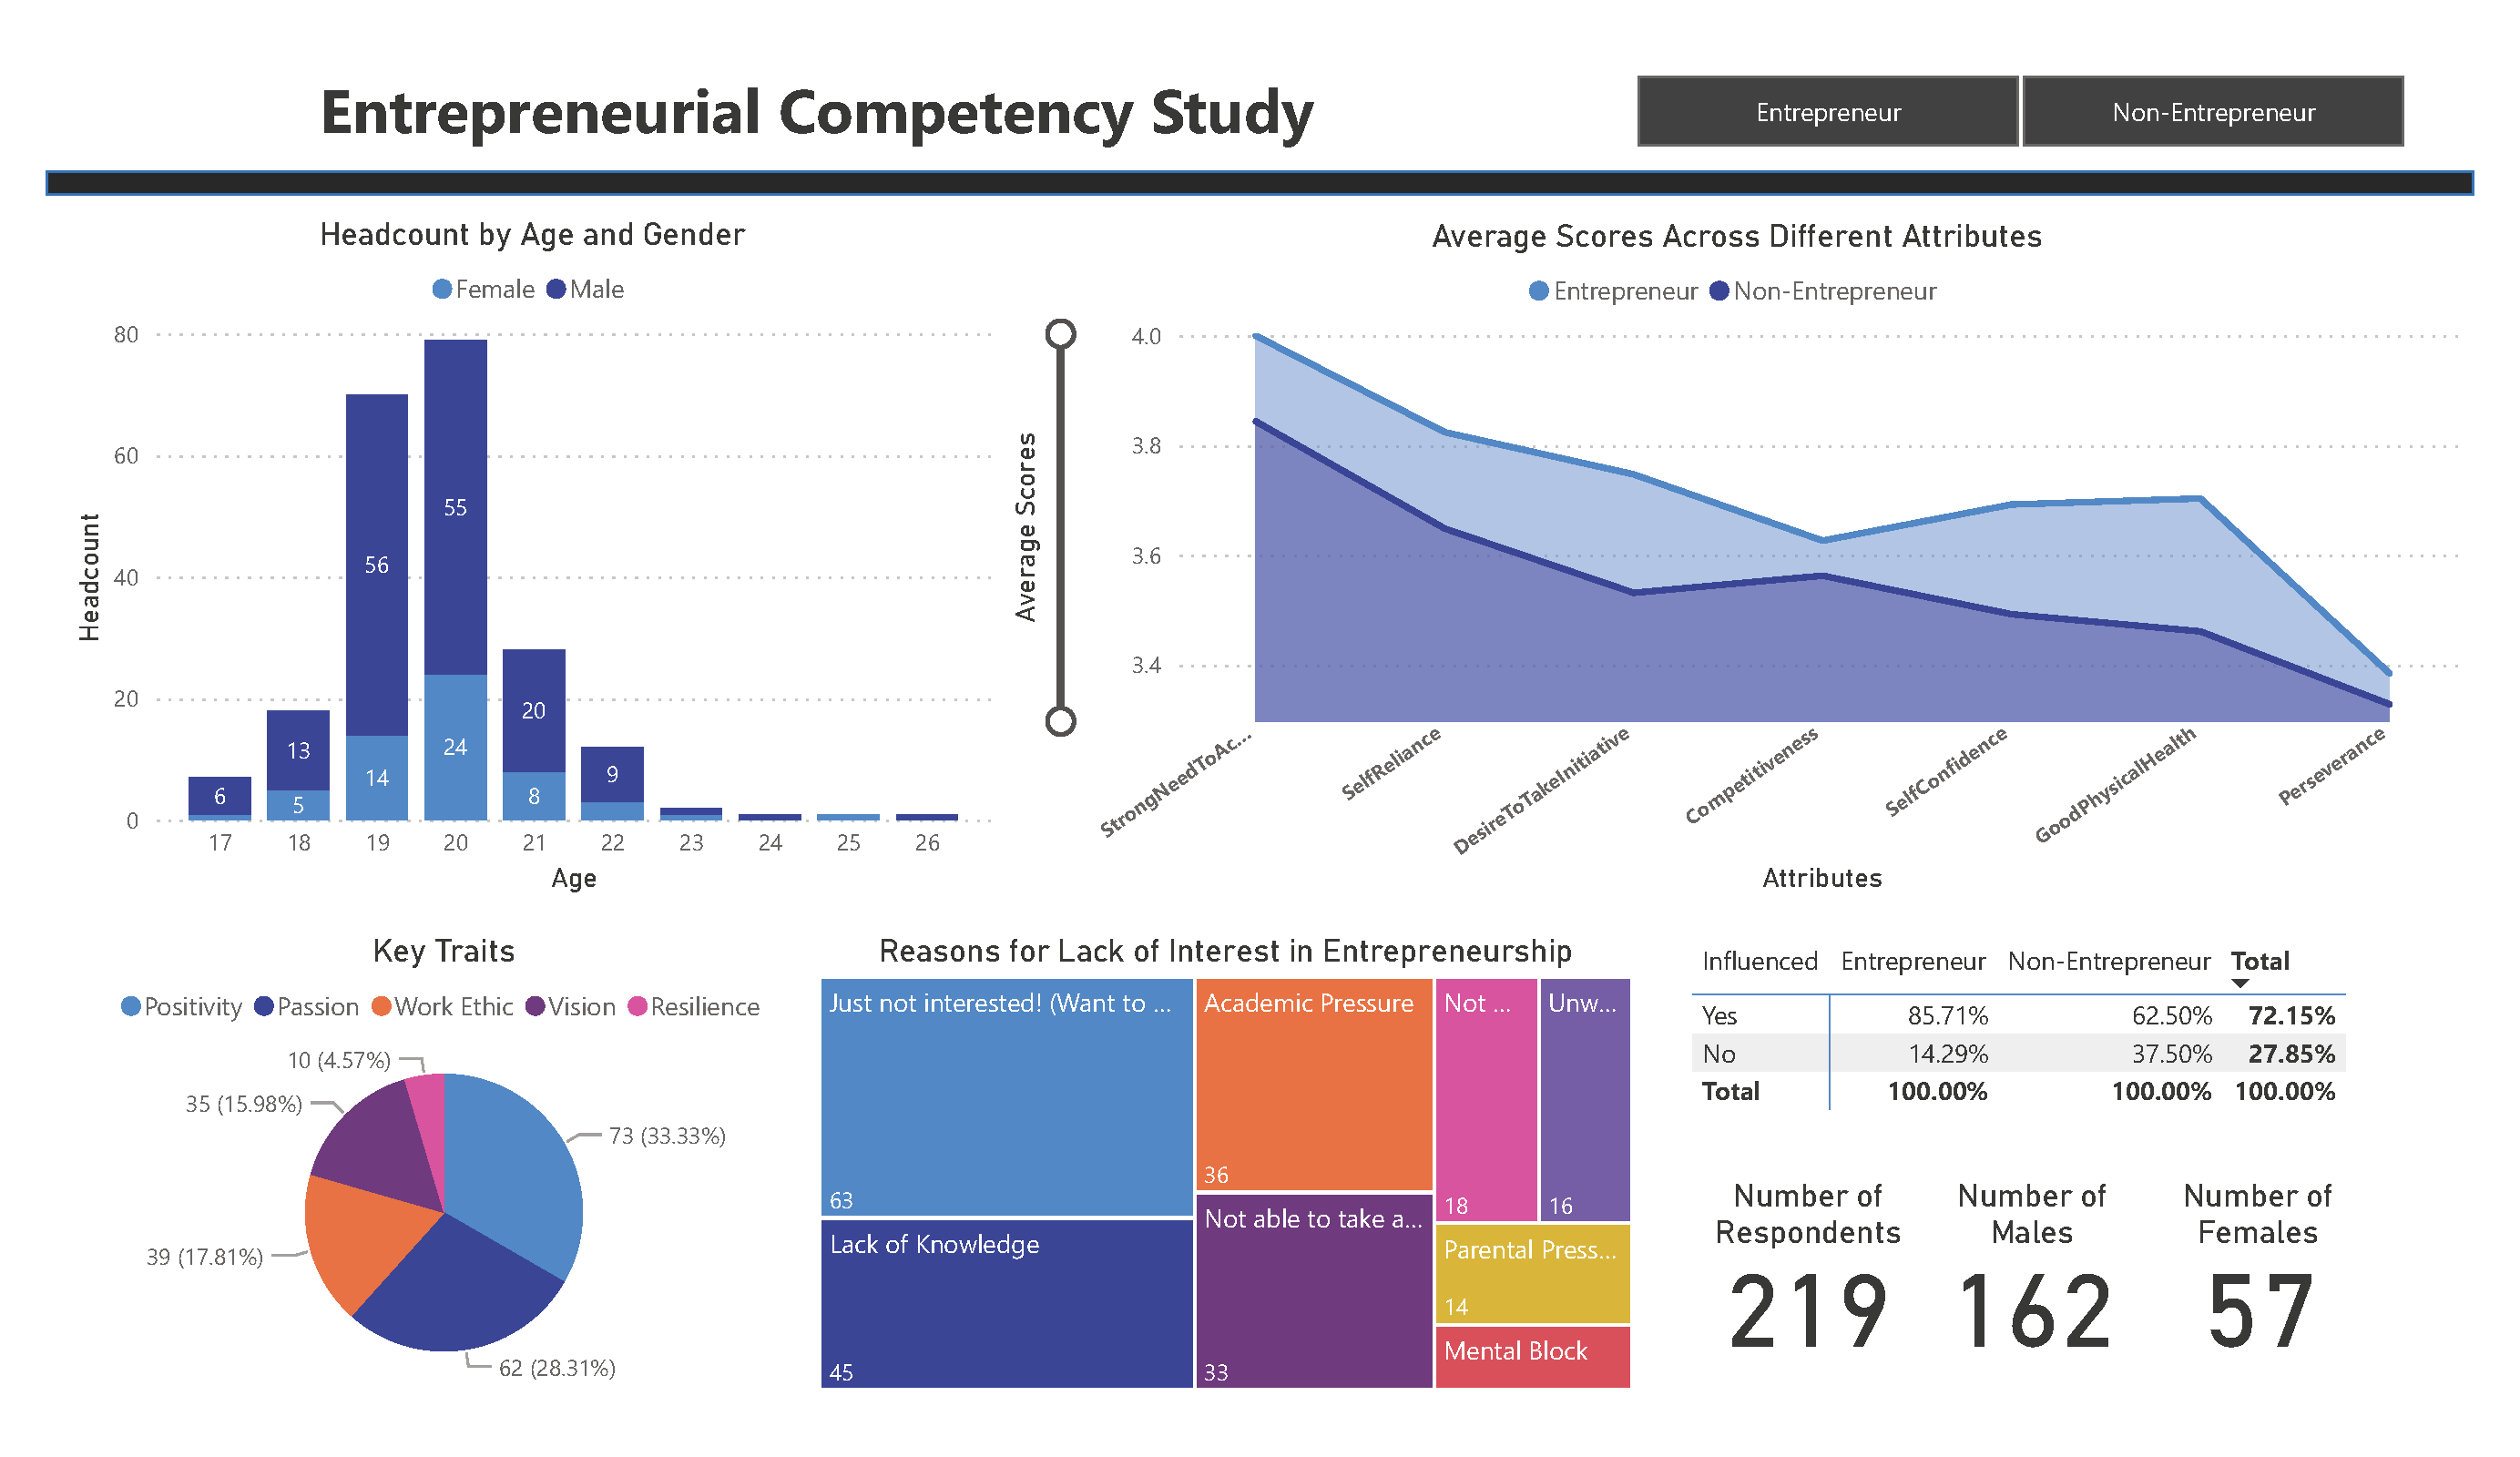 Entrepreneurial Competency Study
Entrepreneur
Non-Entrepreneur
Headcount by Age and Gender
Female Male
Headcount
80
60
40
20
0
6
13
5
56
14
55
24
20
8
9
17 18 19 20 21 22 23 24 25 26
Age
Average Scores Across Different Attributes
Entrepreneur Non-Entrepreneur
Average Scores
4.0
3.8
3.6
3.4
StrongNeedToAc...
SelfReliance
DesireToTakeInitiative
Competitiveness
SelfConfidence
GoodPhysicalHealth
Perseverance
Attributes
Key Traits
Positivity Passion Work Ethic Vision Resilience
10 (4.57%)
35 (15.98%)
73 (33.33%)
39 (17.81%)
62 (28.31%)
Reasons for Lack of Interest in Entrepreneurship
Just not interested! (Want to ...
63
Lack of Knowledge
45
Academic Pressure
36
Not able to take a...
33
Not ...
18
Unw...
16
Parental Press...
14
Mental Block
Influenced Entrepreneur Non-Entrepreneur Total
Yes 85.71% 62.50% 72.15%
No 14.29% 37.50% 27.85%
Total 100.00% 100.00% 100.00%
Number of
Respondents
219
Number of
Males
162
Number of
Females
57